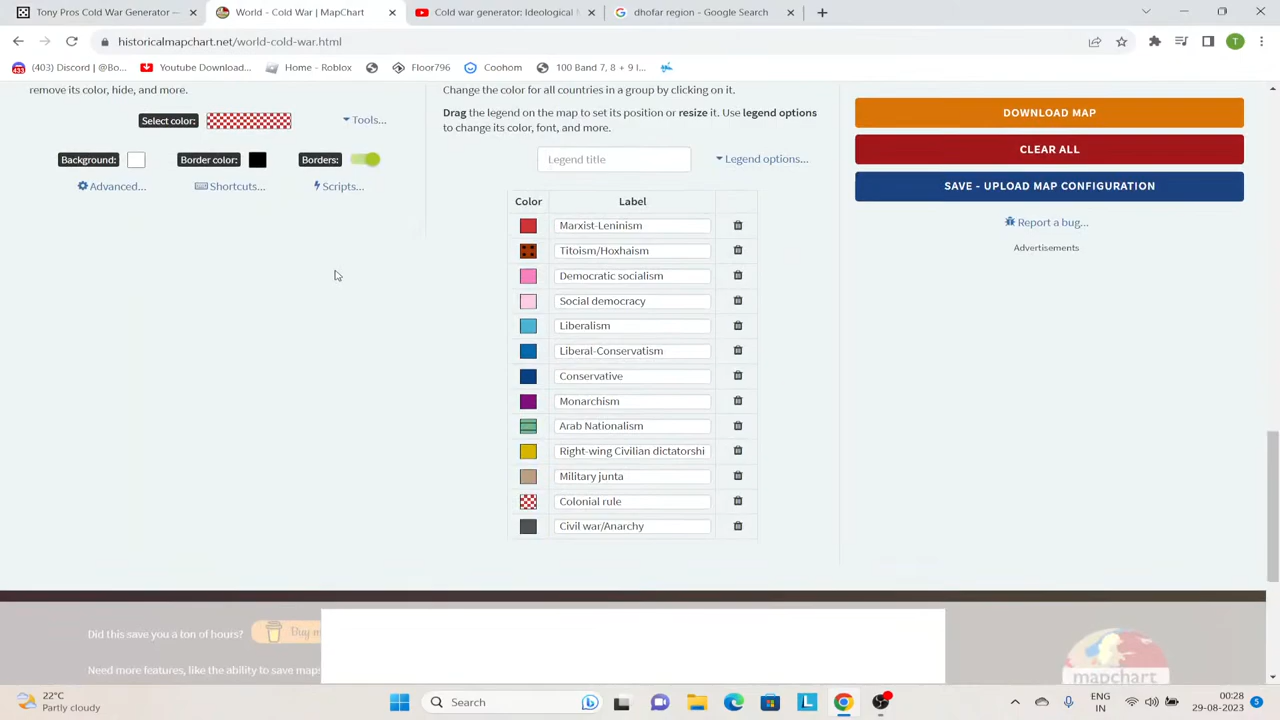 Tony Pros Cold War Generator —
World - Cold War | MapChart
Cold war generator: Ideological
dhofar region - Google Search
historicalmapchart.net/world-cold-war.html
T
433
(403) Discord | @Bo...
Youtube Download...
Home - Roblox
Floor796
Coohom
100 Band 7, 8 + 9 I...
remove its color, hide, and more.
Select color:
Tools...
Background:
Border color:
Borders:
Advanced...
Shortcuts...
Scripts...
Change the color for all countries in a group by clicking on it.
Drag the legend on the map to set its position or resize it. Use legend options
to change its color, font, and more.
Legend title
Legend options...
Color Label
Marxist-Leninism
Titoism/Hoxhaism
Democratic socialism
Social democracy
Liberalism
Liberal-Conservatism
Conservative
Monarchism
Arab Nationalism
Right-wing Civilian dictatorshi
Military junta
Colonial rule
Civil war/Anarchy
DOWNLOAD MAP
CLEAR ALL
SAVE - UPLOAD MAP CONFIGURATION
Report a bug...
Advertisements
Did this save you a ton of hours?
Buy m
Need more features, like the ability to save maps
mapchart
22°C
Partly cloudy
Search
ENG
IN
00:28
29-08-2023
5